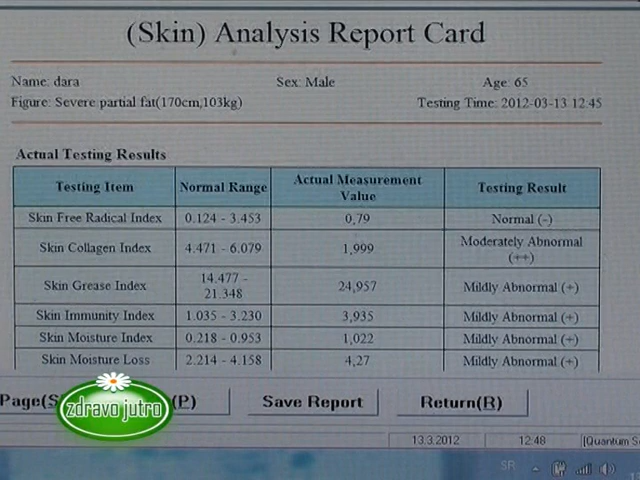 (Skin) Analysis Report Card
Name: dara Sex: Male Age: 65
Figure: Severe partial fat(170cm,103kg) Testing Time: 2012-03-13 12:45
Actual Testing Results
Testing Item Normal Range Actual Measurement Value Testing Result
Skin Free Radical Index 0.124 - 3.453 0,79 Normal (-)
Skin Collagen Index 4.471 - 6.079 1,999 Moderately Abnormal (++)
Skin Grease Index 14.477 - 21.348 24,957 Mildly Abnormal (+)
Skin Immunity Index 1.035 - 3.230 3,935 Mildly Abnormal (+)
Skin Moisture Index 0.218 - 0.953 1,022 Mildly Abnormal (+)
Skin Moisture Loss 2.214 - 4.158 4,27 Mildly Abnormal (+)
Page(S (P) Save Report Return(R)
zdravo jutro
13.3.2012 12:48 [Quantum S
SR